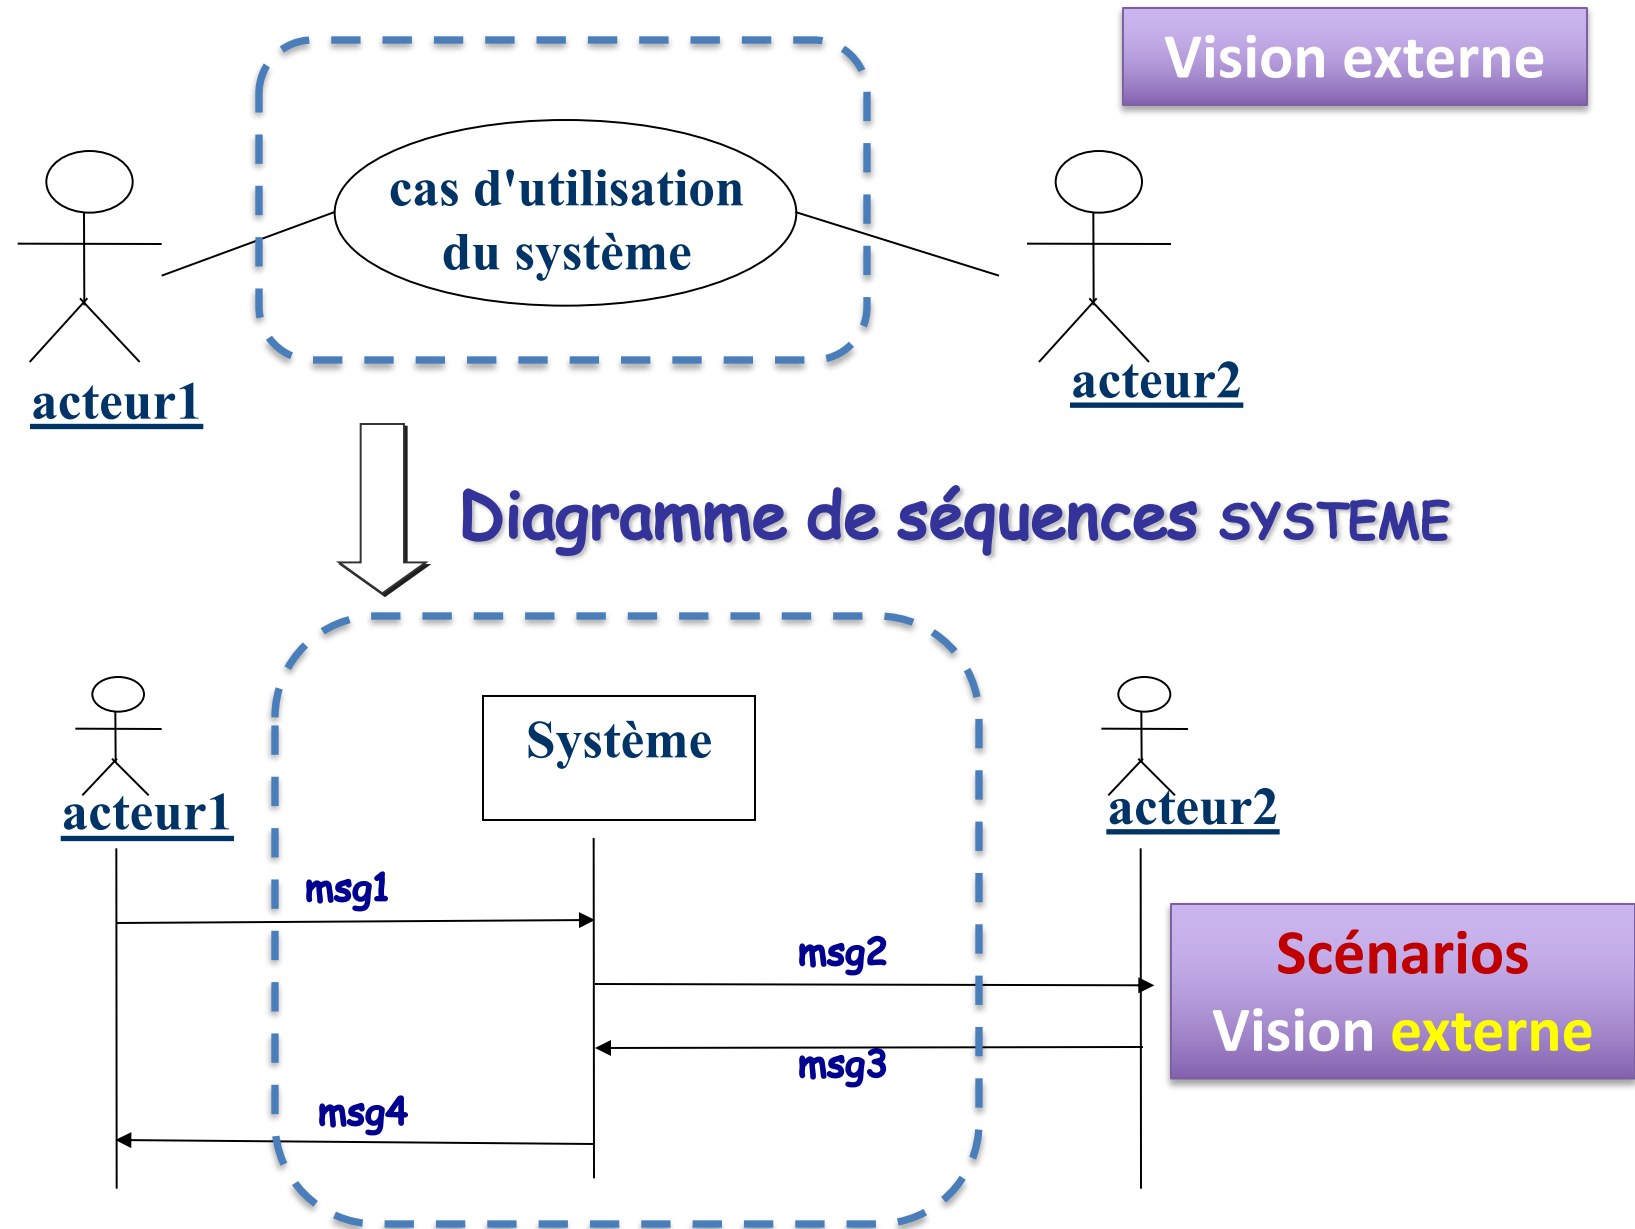 Vision externe
cas d'utilisation
du système
acteur1
acteur2
Diagramme de séquences SYSTEME
Système
acteur1
acteur2
msg1
msg2
Scénarios
Vision externe
msg3
msg4